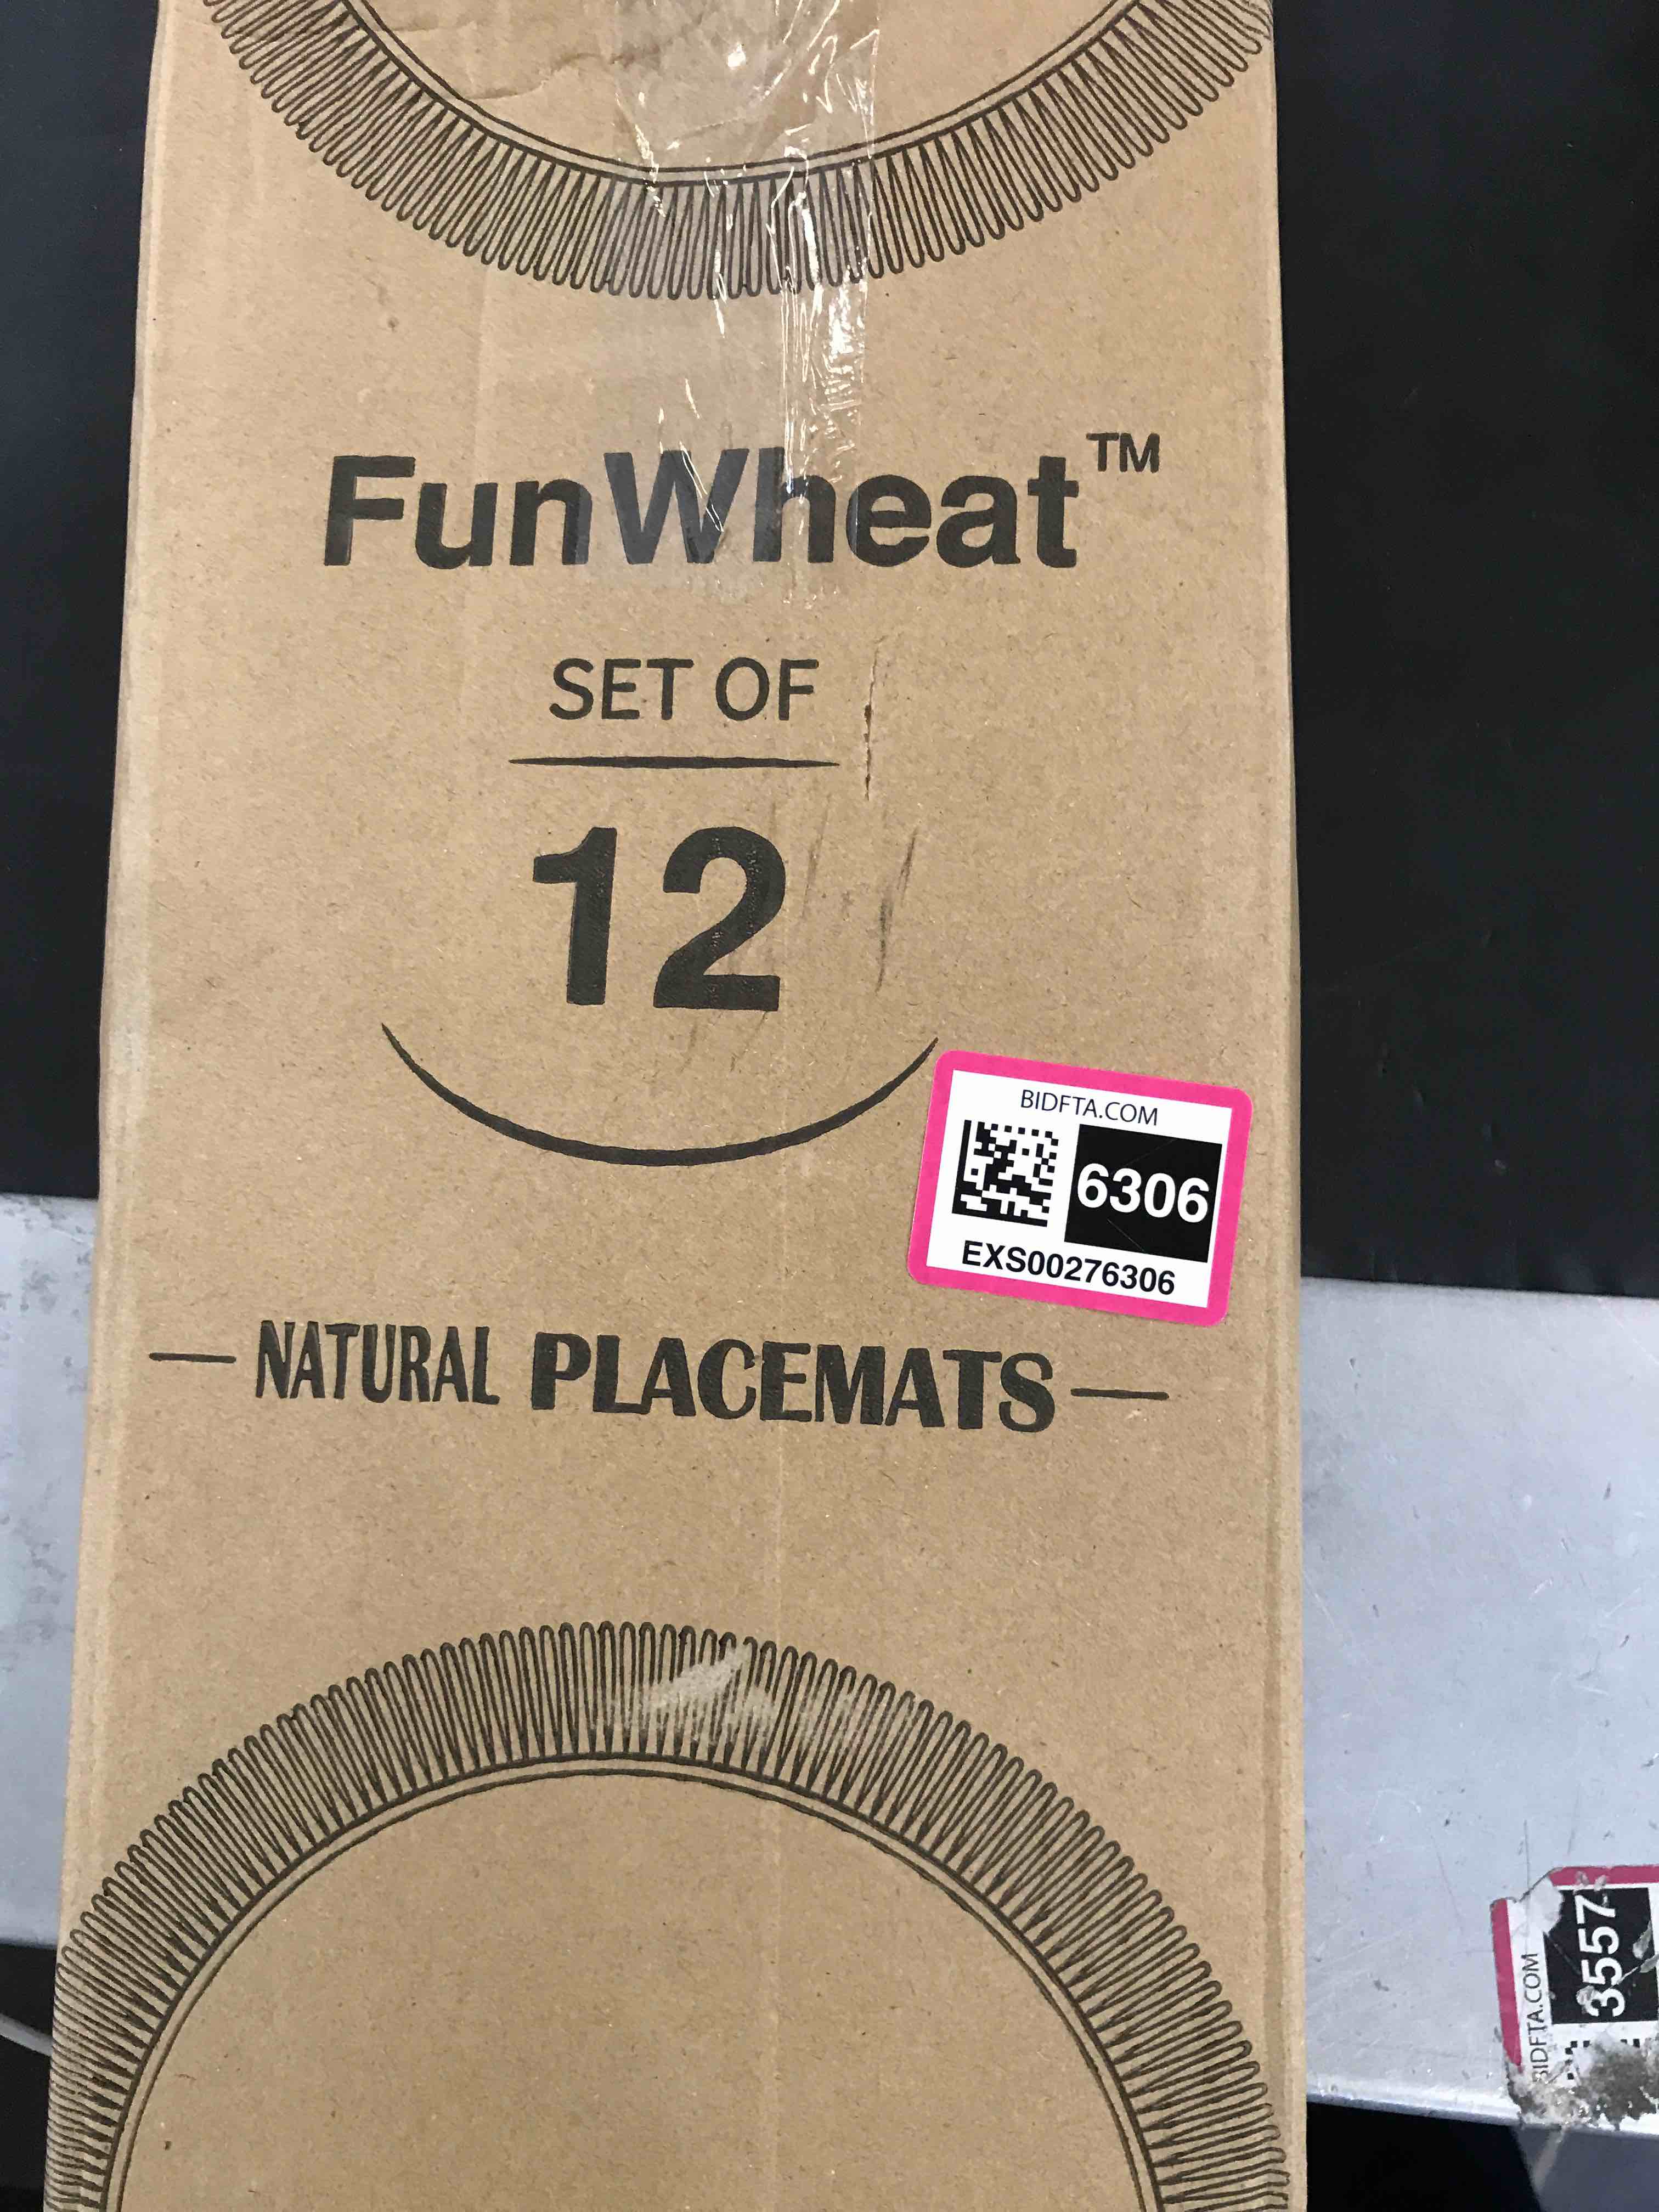 FunWheat™
SET OF
12
BIDFTA.COM
6306
EXS00276306
NATURAL PLACEMATS
3557
BIDFTA.COM